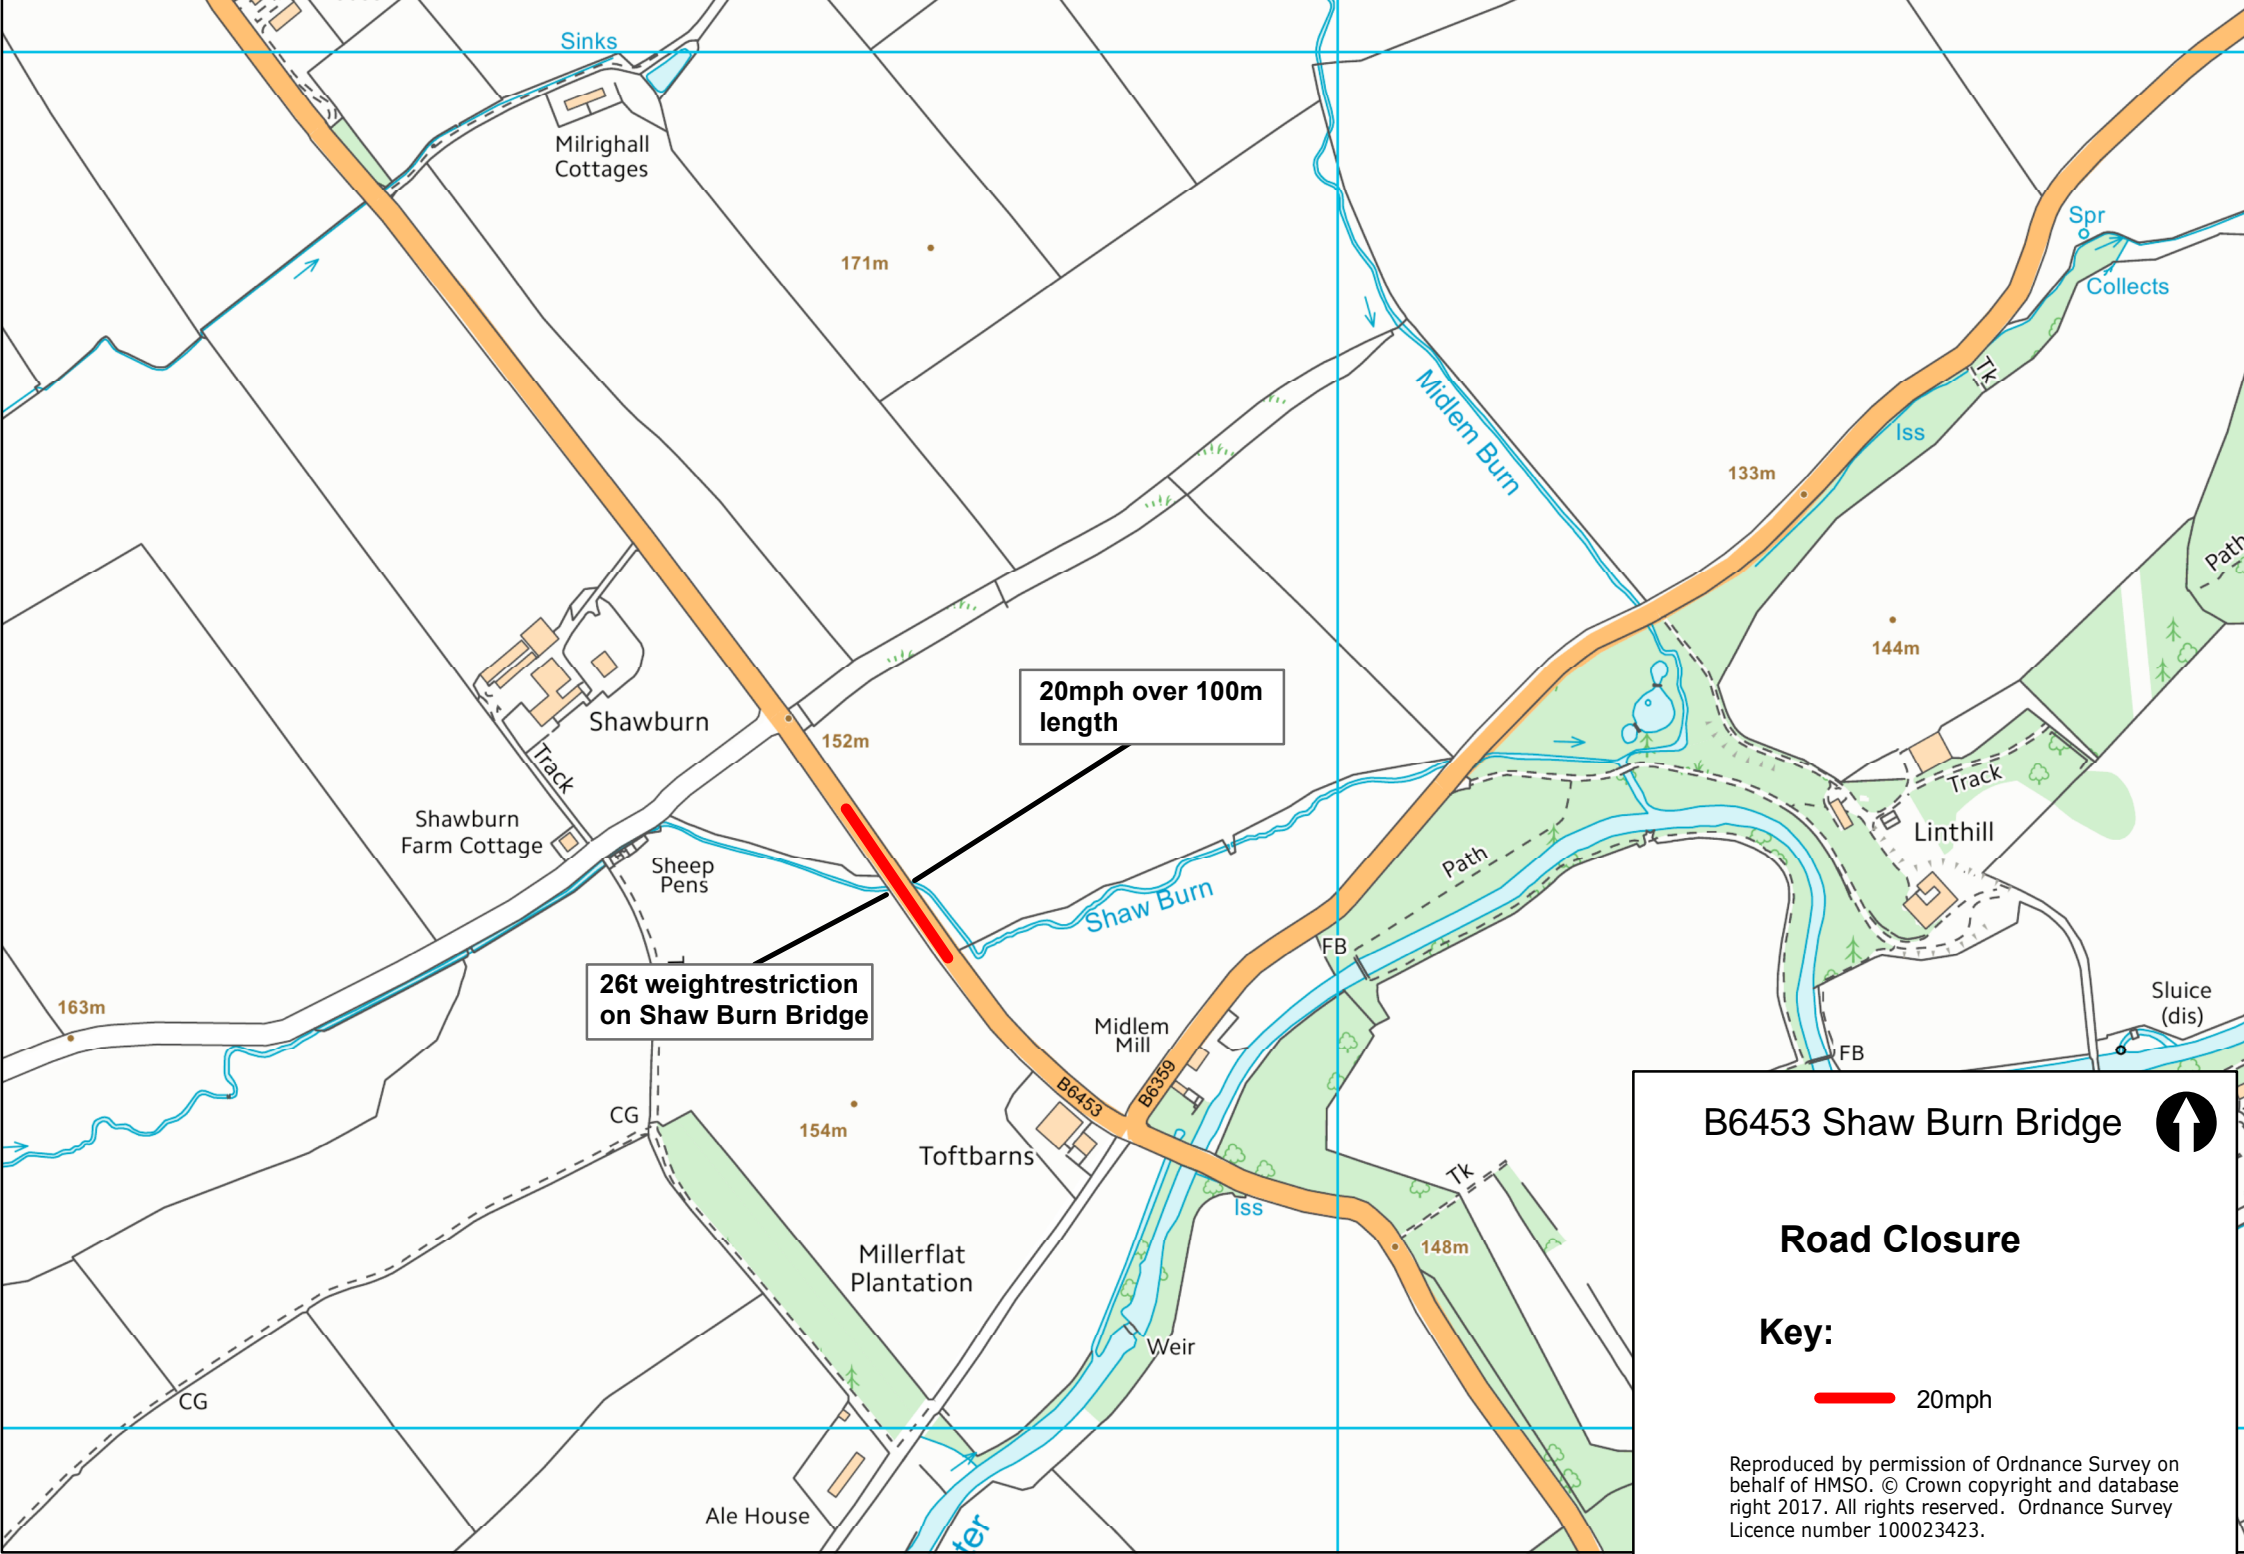 Sinks
Milrighall
Cottages
171m
Spr
Collects
Tk
Iss
Midlem Burn
133m
Path
144m
20mph over 100m
length
Shawburn
152m
Track
Track
Shawburn
Farm Cottage
Sheep
Pens
Linthill
Path
Shaw Burn
FB
26t weightrestriction
on Shaw Burn Bridge
163m
Sluice
(dis)
Midlem
Mill
FB
B6453
B6359
CG
154m
Toftbarns
Tk
Iss
148m
Millerflat
Plantation
Weir
CG
Ale House
B6453 Shaw Burn Bridge
Road Closure
Key:
20mph
Reproduced by permission of Ordnance Survey on
behalf of HMSO. © Crown copyright and database
right 2017. All rights reserved. Ordnance Survey
Licence number 100023423.